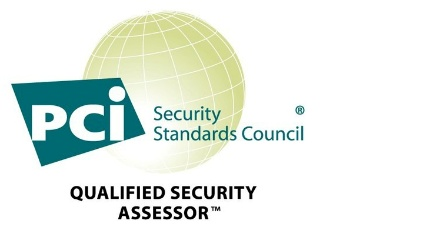 PCi Security ®
Standards Council
QUALIFIED SECURITY
ASSESSOR™